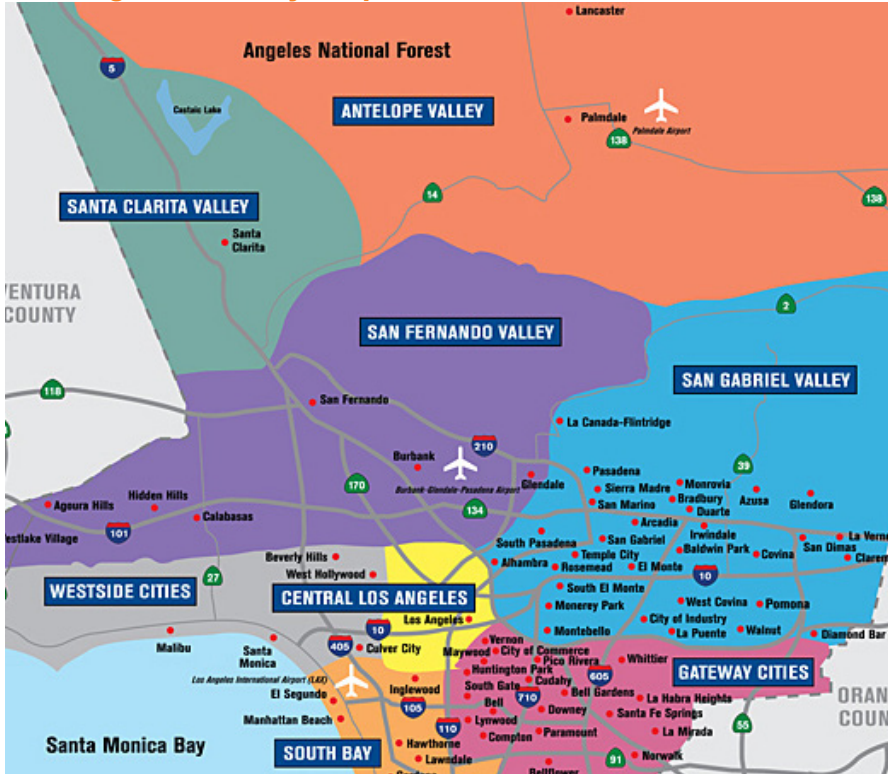 Lancaster
Angeles National Forest
5
Castaic Lake
ANTELOPE VALLEY
Palmdale
Palmdale Airport
138
14
138
SANTA CLARITA VALLEY
Santa
Clarita
VENTURA
COUNTY
2
SAN FERNANDO VALLEY
SAN GABRIEL VALLEY
118
San Fernando
La Canada-Flintridge
210
39
Burbank
Burbank-Glendale-Pasadena Airport
Glendale
Pasadena
Sierra Madre
San Marino
Monrovia
Bradbury
Duarte
Azusa
Glendora
170
134
Agoura Hills
Hidden Hills
Calabasas
101
Westlake Village
Arcadia
Irwindale
South Pasadena
San Gabriel
Baldwin Park
Covina
San Dimas
La Vern
Clarem
Beverly Hills
West Hollywood
Alhambra
Temple City
Rosemead
El Monte
10
27
WESTSIDE CITIES
CENTRAL LOS ANGELES
South El Monte
Monerey Park
West Covina
Pomona
Los Angeles
City of Industry
Montebello
La Puente
Walnut
Diamond Bar
10
405
Malibu
Santa
Monica
Culver City
Vernon
City of Commerce
Maywood
Pico Rivera
Whittier
Huntington Park
605
GATEWAY CITIES
Los Angeles International Airport (LAX)
El Segundo
Inglewood
Cudahy
South Gate
Bell Gardens
La Habra Heights
ORAN
COUN
105
Bell
710
Downey
Santa Fe Springs
Manhattan Beach
Lynwood
110
55
Santa Monica Bay
SOUTH BAY
Hawthorne
Compton
Paramount
La Mirada
Lawndale
91
Norwalk
Bellflower